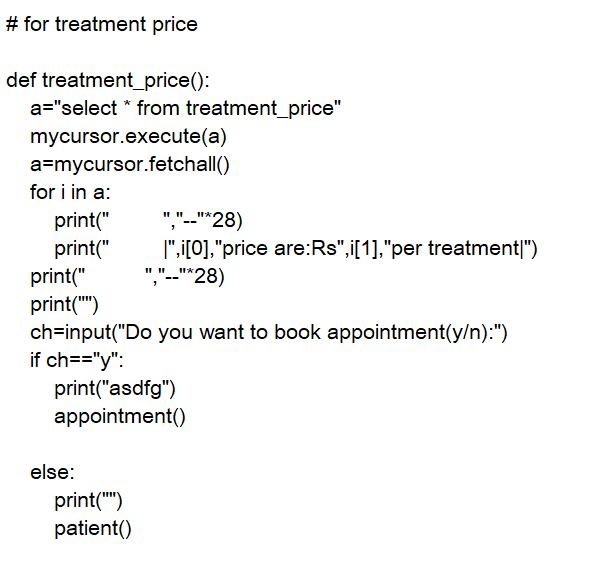 # for treatment price
def treatment_price():
    a="select * from treatment_price"
    mycursor.execute(a)
    a=mycursor.fetchall()
    for i in a:
        print("         ","--"*28)
        print("         |",i[0],"price are:Rs",i[1],"per treatment|")
    print("          ","--"*28)
    print("")
    ch=input("Do you want to book appointment(y/n):")
    if ch=="y":
        print("asdfg")
        appointment()
    else:
        print("")
        patient()